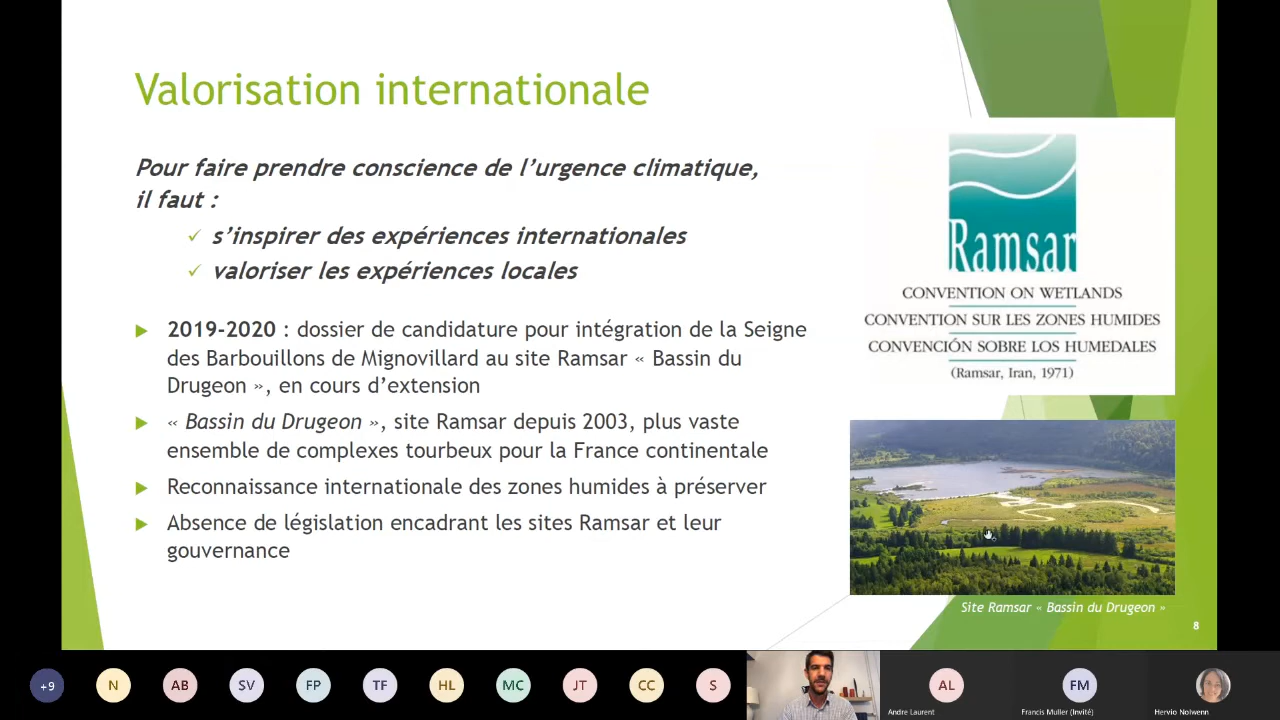 Valorisation internationale
Pour faire prendre conscience de l’urgence climatique,
il faut :
s’inspirer des expériences internationales
valoriser les expériences locales
2019-2020 : dossier de candidature pour intégration de la Seigne
des Barbouillons de Mignovillard au site Ramsar « Bassin du
Drugeon », en cours d’extension
« Bassin du Drugeon », site Ramsar depuis 2003, plus vaste
ensemble de complexes tourbeux pour la France continentale
Reconnaissance internationale des zones humides à préserver
Absence de législation encadrant les sites Ramsar et leur
gouvernance
Ramsar
CONVENTION ON WETLANDS
CONVENTION SUR LES ZONES HUMIDES
CONVENCIÓN SOBRE LOS HUMEDALES
(Ramsar, Iran, 1971)
Site Ramsar « Bassin du Drugeon »
8
+9
N
AB
SV
FP
TF
HL
MC
JT
CC
S
AL
Andre Laurent
FM
Francis Muller (Invité)
Hervio Nolwenn